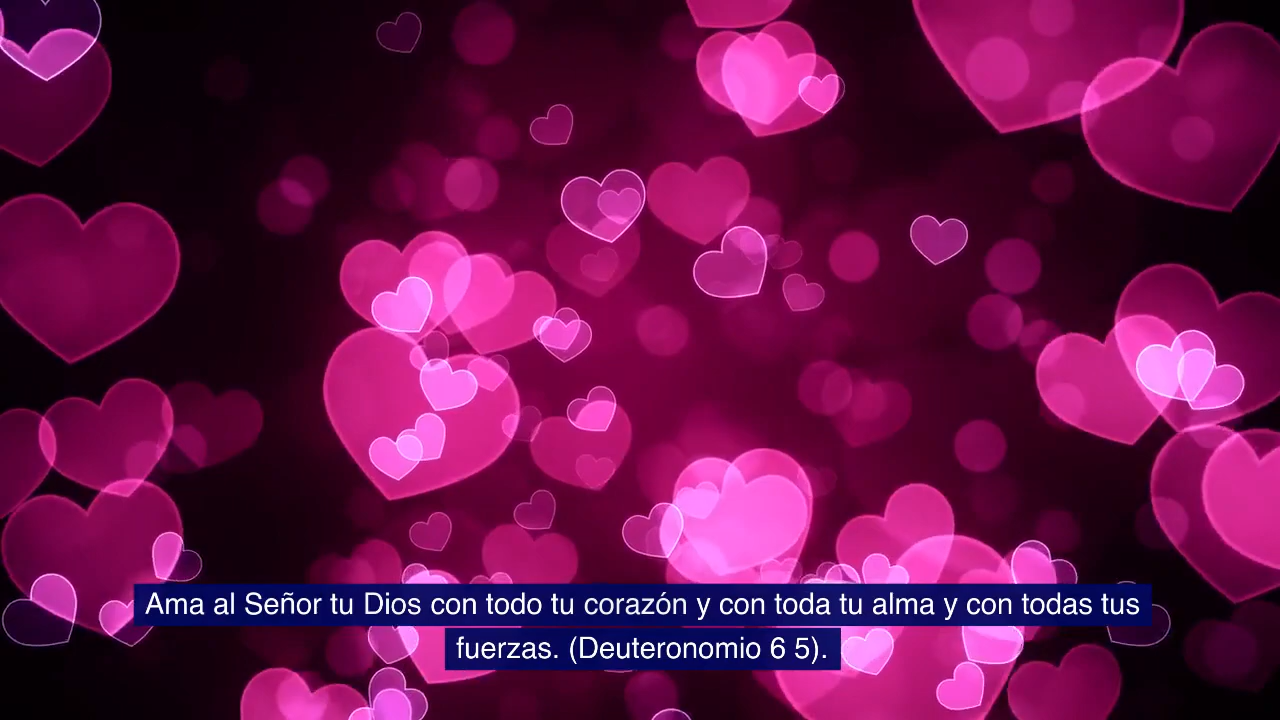 Ama al Señor tu Dios con todo tu corazón y con toda tu alma y con todas tus
fuerzas. (Deuteronomio 6 5).